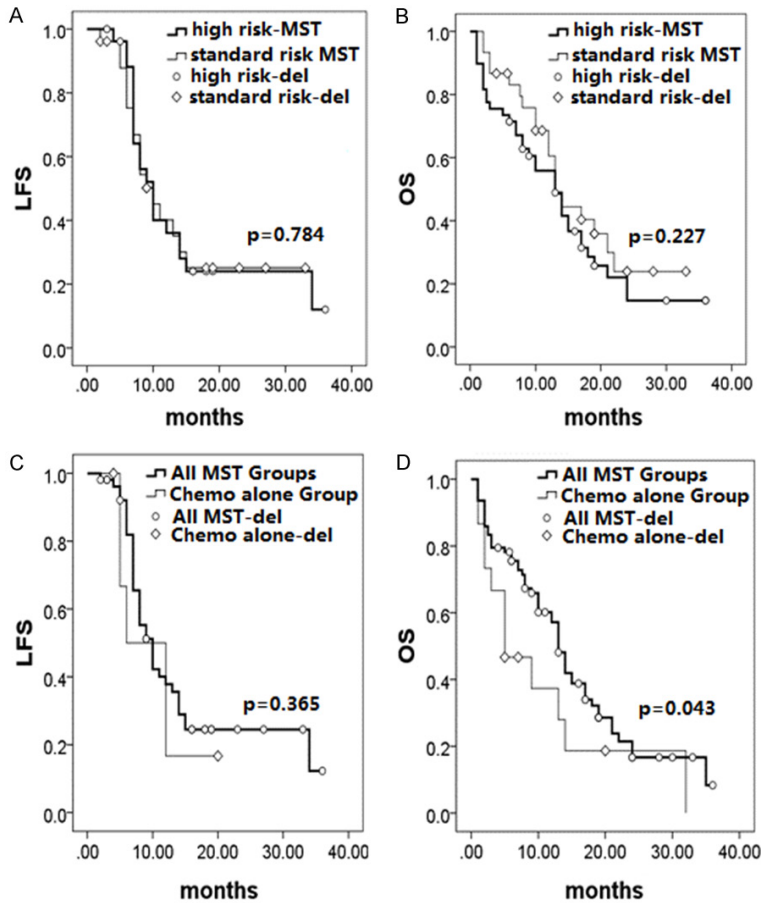 A
high risk-MST
standard risk MST
high risk-del
standard risk-del
LFS
1.0
0.8
0.6
0.4
0.2
0.0
p=0.784
.00 10.00 20.00 30.00 40.00
months
B
high risk-MST
standard risk MST
high risk-del
standard risk-del
OS
1.0
0.8
0.6
0.4
0.2
0.0
p=0.227
.00 10.00 20.00 30.00 40.00
months
C
All MST Groups
Chemo alone Group
All MST-del
Chemo alone-del
LFS
1.0
0.8
0.6
0.4
0.2
0.0
p=0.365
.00 10.00 20.00 30.00 40.00
months
D
All MST Groups
Chemo alone Group
All MST-del
Chemo alone-del
OS
1.0
0.8
0.6
0.4
0.2
0.0
p=0.043
.00 10.00 20.00 30.00 40.00
months